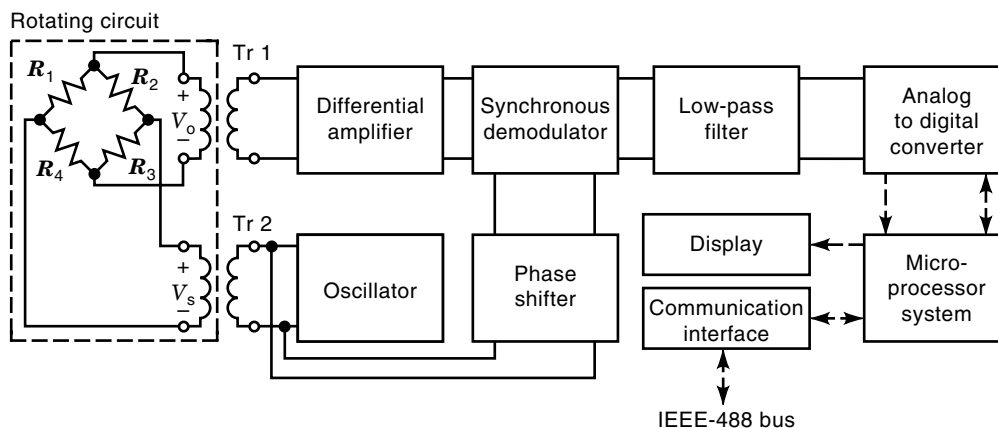 Rotating circuit
Tr 1
R1
R2
R4
R3
+
Vo
−
Differential
amplifier
Synchronous
demodulator
Low-pass
filter
Analog
to digital
converter
Tr 2
+
Vs
−
Oscillator
Phase
shifter
Display
Communication
interface
Micro-
processor
system
IEEE-488 bus